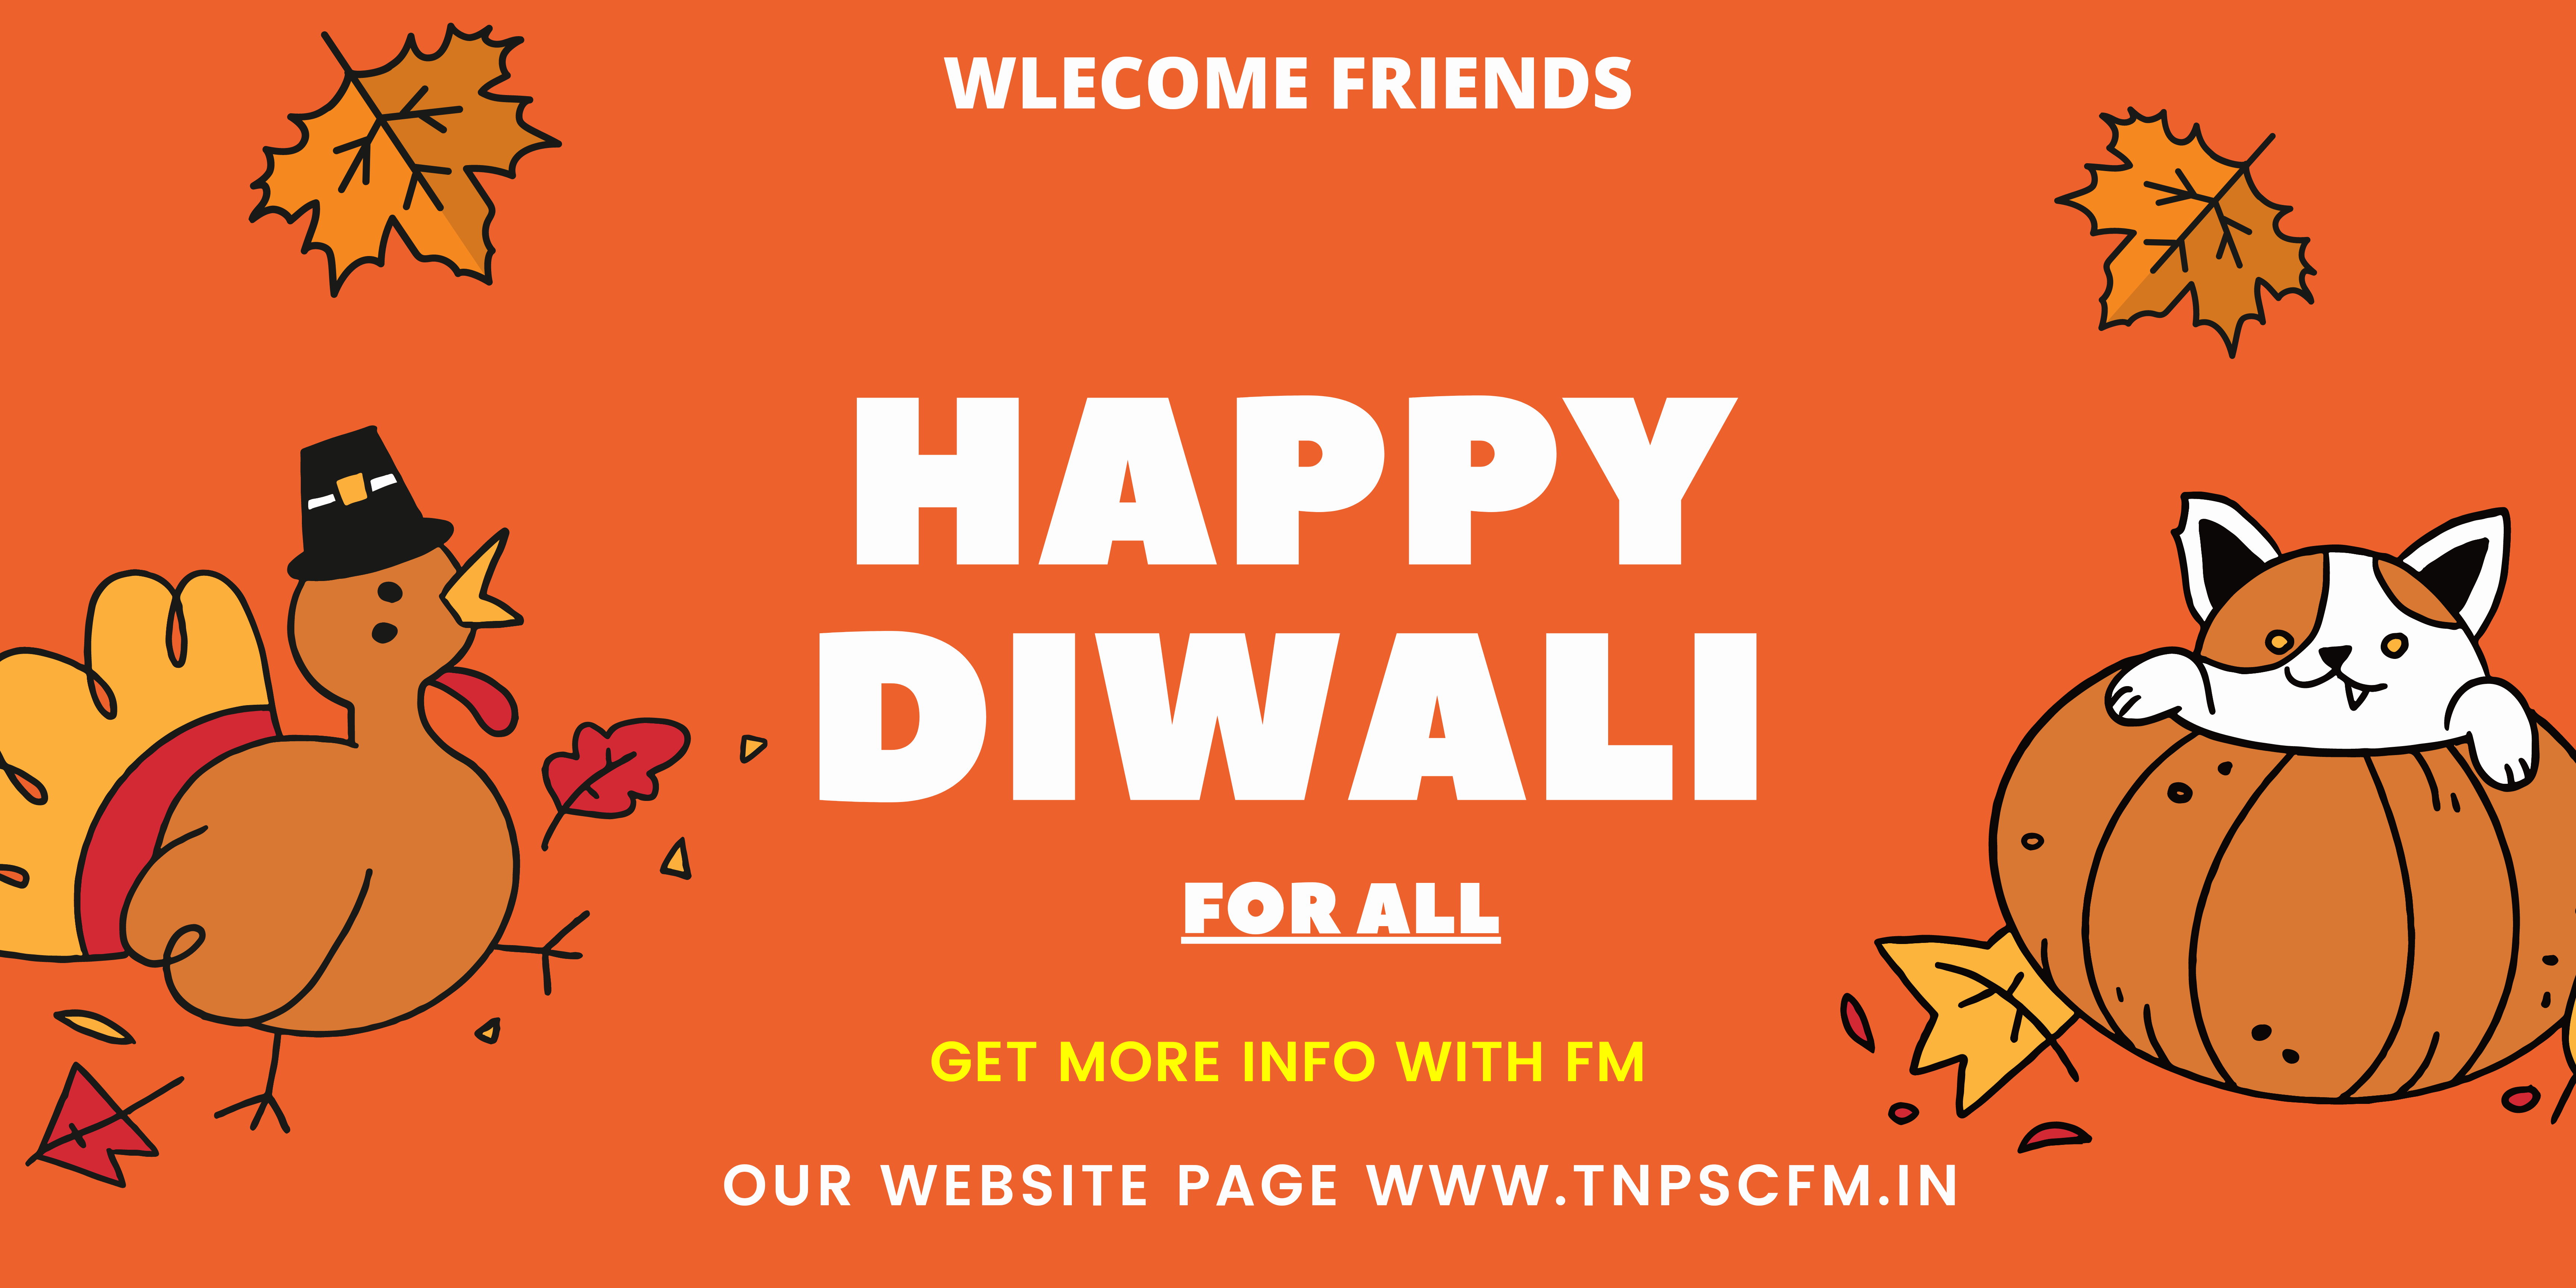 WLECOME FRIENDS
HAPPY
DIWALI
FOR ALL
GET MORE INFO WITH FM
OUR WEBSITE PAGE WWW.TNPSCFM.IN